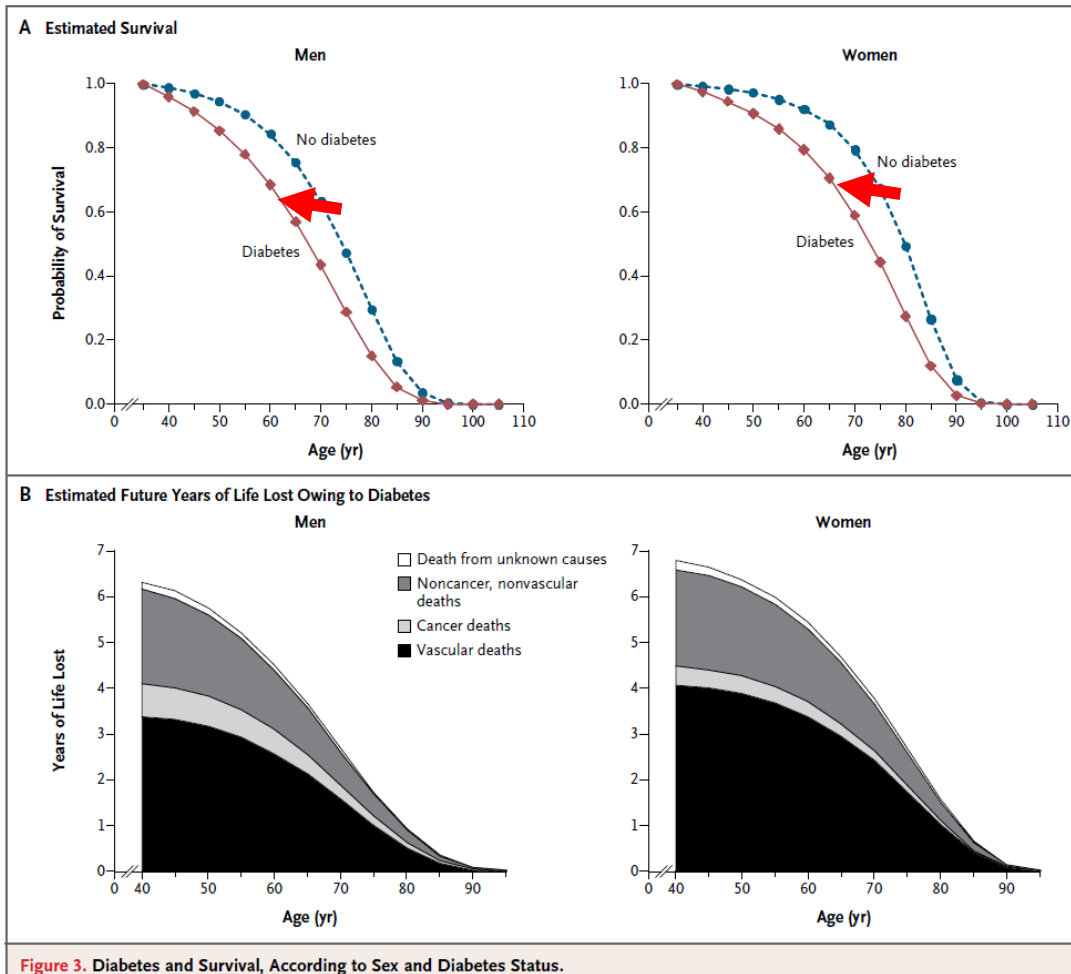 A Estimated Survival
Men
Women
Probability of Survival
1.0
0.8
0.6
0.4
0.2
0.0
No diabetes
Diabetes
0 40 50 60 70 80 90 100 110
Age (yr)
1.0
0.8
0.6
0.4
0.2
0.0
No diabetes
Diabetes
0 40 50 60 70 80 90 100 110
Age (yr)
B Estimated Future Years of Life Lost Owing to Diabetes
Men
Women
Years of Life Lost
7
6
5
4
3
2
1
0
Death from unknown causes
Noncancer, nonvascular
deaths
Cancer deaths
Vascular deaths
0 40 50 60 70 80 90
Age (yr)
7
6
5
4
3
2
1
0
0 40 50 60 70 80 90
Age (yr)
Figure 3. Diabetes and Survival, According to Sex and Diabetes Status.